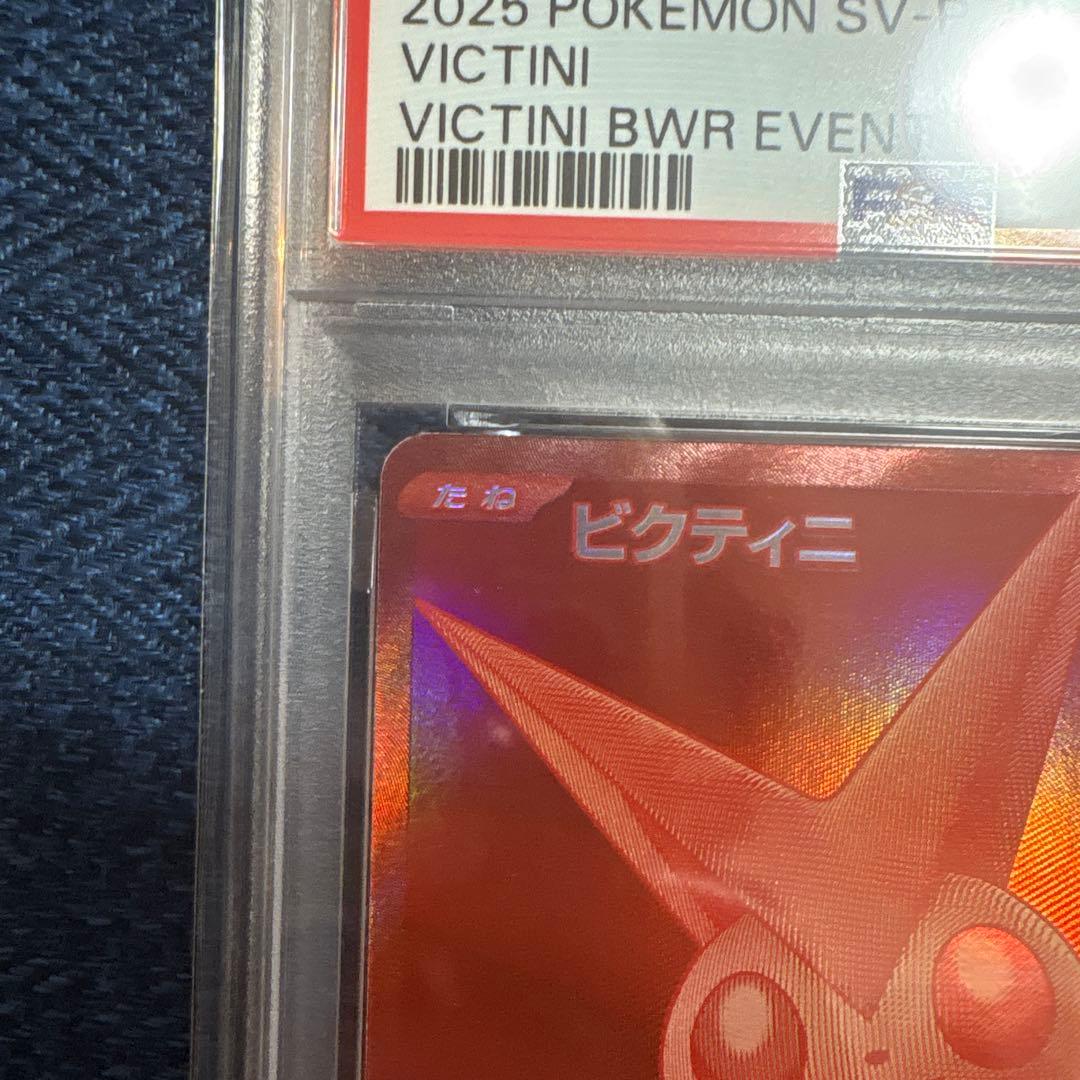 2025 POKEMON SV-P
VICTINI
VICTINI BWR EVENT
たね
ビクティニ